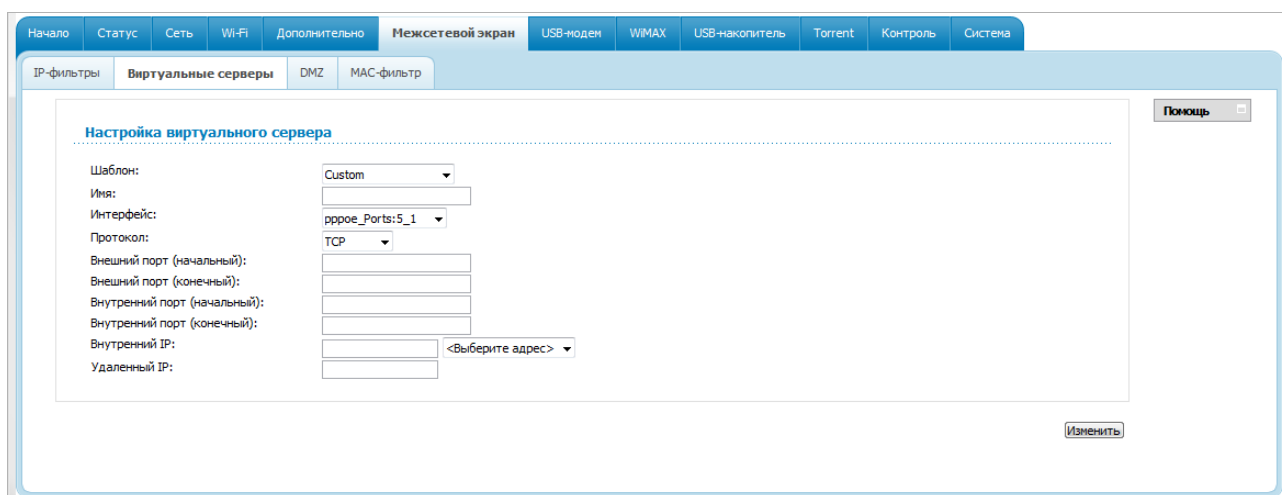 Начало Статус Сеть Wi-Fi Дополнительно Межсетевой экран USB-модем WiMAX USB-накопитель Torrent Контроль Система
IP-фильтры Виртуальные серверы DMZ MAC-фильтр
Помощь
Настройка виртуального сервера
Шаблон: Custom
Имя:
Интерфейс: pppoe_Ports:5_1
Протокол: TCP
Внешний порт (начальный):
Внешний порт (конечный):
Внутренний порт (начальный):
Внутренний порт (конечный):
Внутренний IP: <Выберите адрес>
Удаленный IP:
Изменить